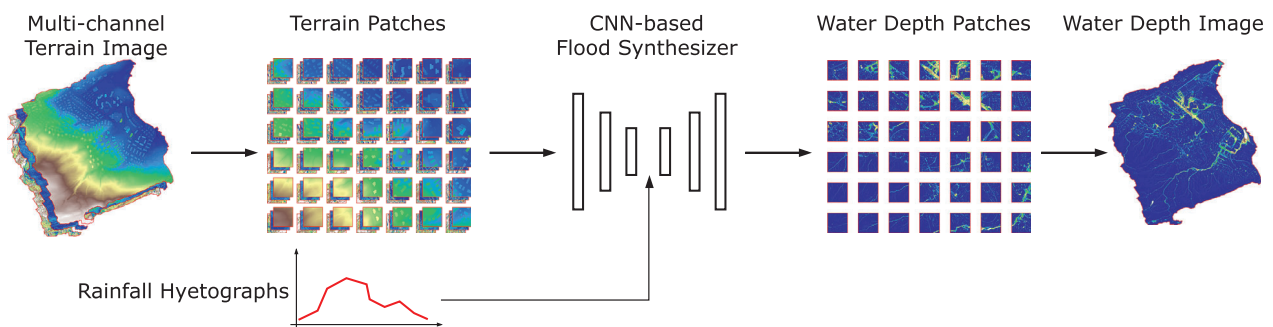 Multi-channel
Terrain Image
Terrain Patches
CNN-based
Flood Synthesizer
Water Depth Patches
Water Depth Image
Rainfall Hyetographs